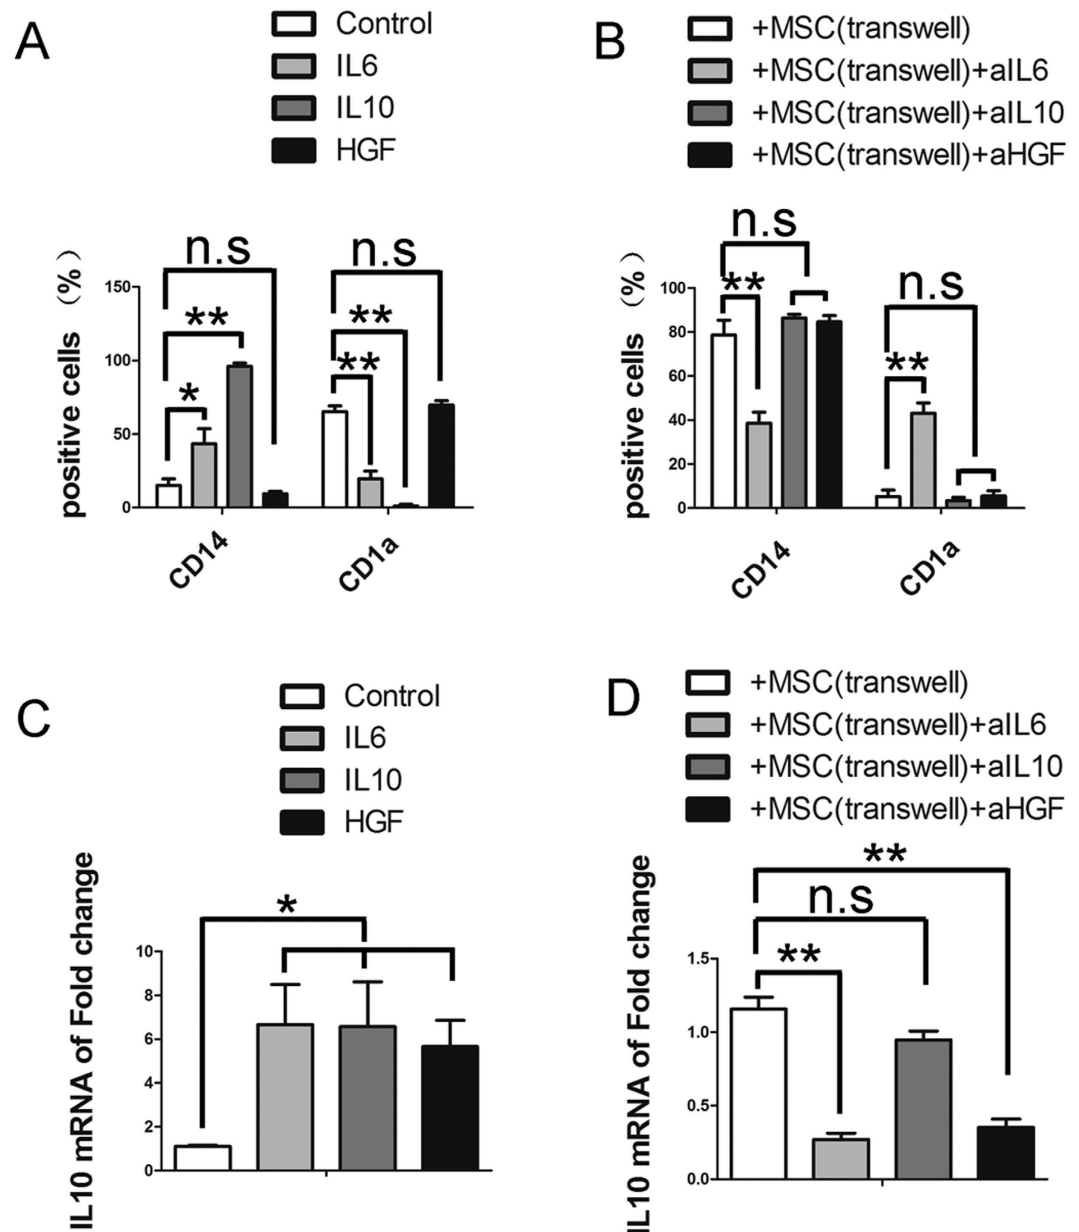 A
Control
IL6
IL10
HGF
n.s
n.s
**
**
*
**
positive cells （%）
150
100
50
0
CD14
CD1a
B
+MSC(transwell)
+MSC(transwell)+aIL6
+MSC(transwell)+aIL10
+MSC(transwell)+aHGF
n.s
**
n.s
**
positive cells （%）
100
80
60
40
20
0
CD14
CD1a
C
Control
IL6
IL10
HGF
*
IL10 mRNA of Fold change
10
8
6
4
2
0
D
+MSC(transwell)
+MSC(transwell)+aIL6
+MSC(transwell)+aIL10
+MSC(transwell)+aHGF
**
n.s
**
IL10 mRNA of Fold change
1.5
1.0
0.5
0.0